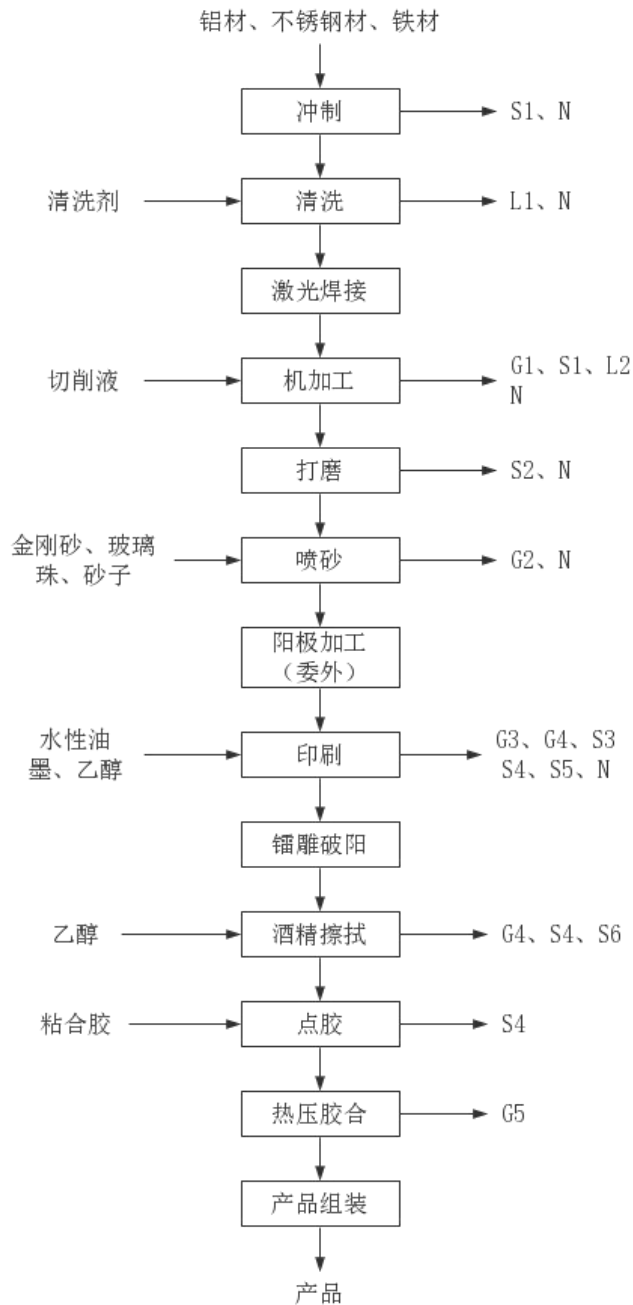 铝材、不锈钢材、铁材
冲制
S1、N
清洗剂
清洗
L1、N
激光焊接
切削液
机加工
G1、S1、L2
N
打磨
S2、N
金刚砂、玻璃
珠、砂子
喷砂
G2、N
阳极加工
（委外）
水性油
墨、乙醇
印刷
G3、G4、S3
S4、S5、N
镭雕破阳
乙醇
酒精擦拭
G4、S4、S6
粘合胶
点胶
S4
热压胶合
G5
产品组装
产品